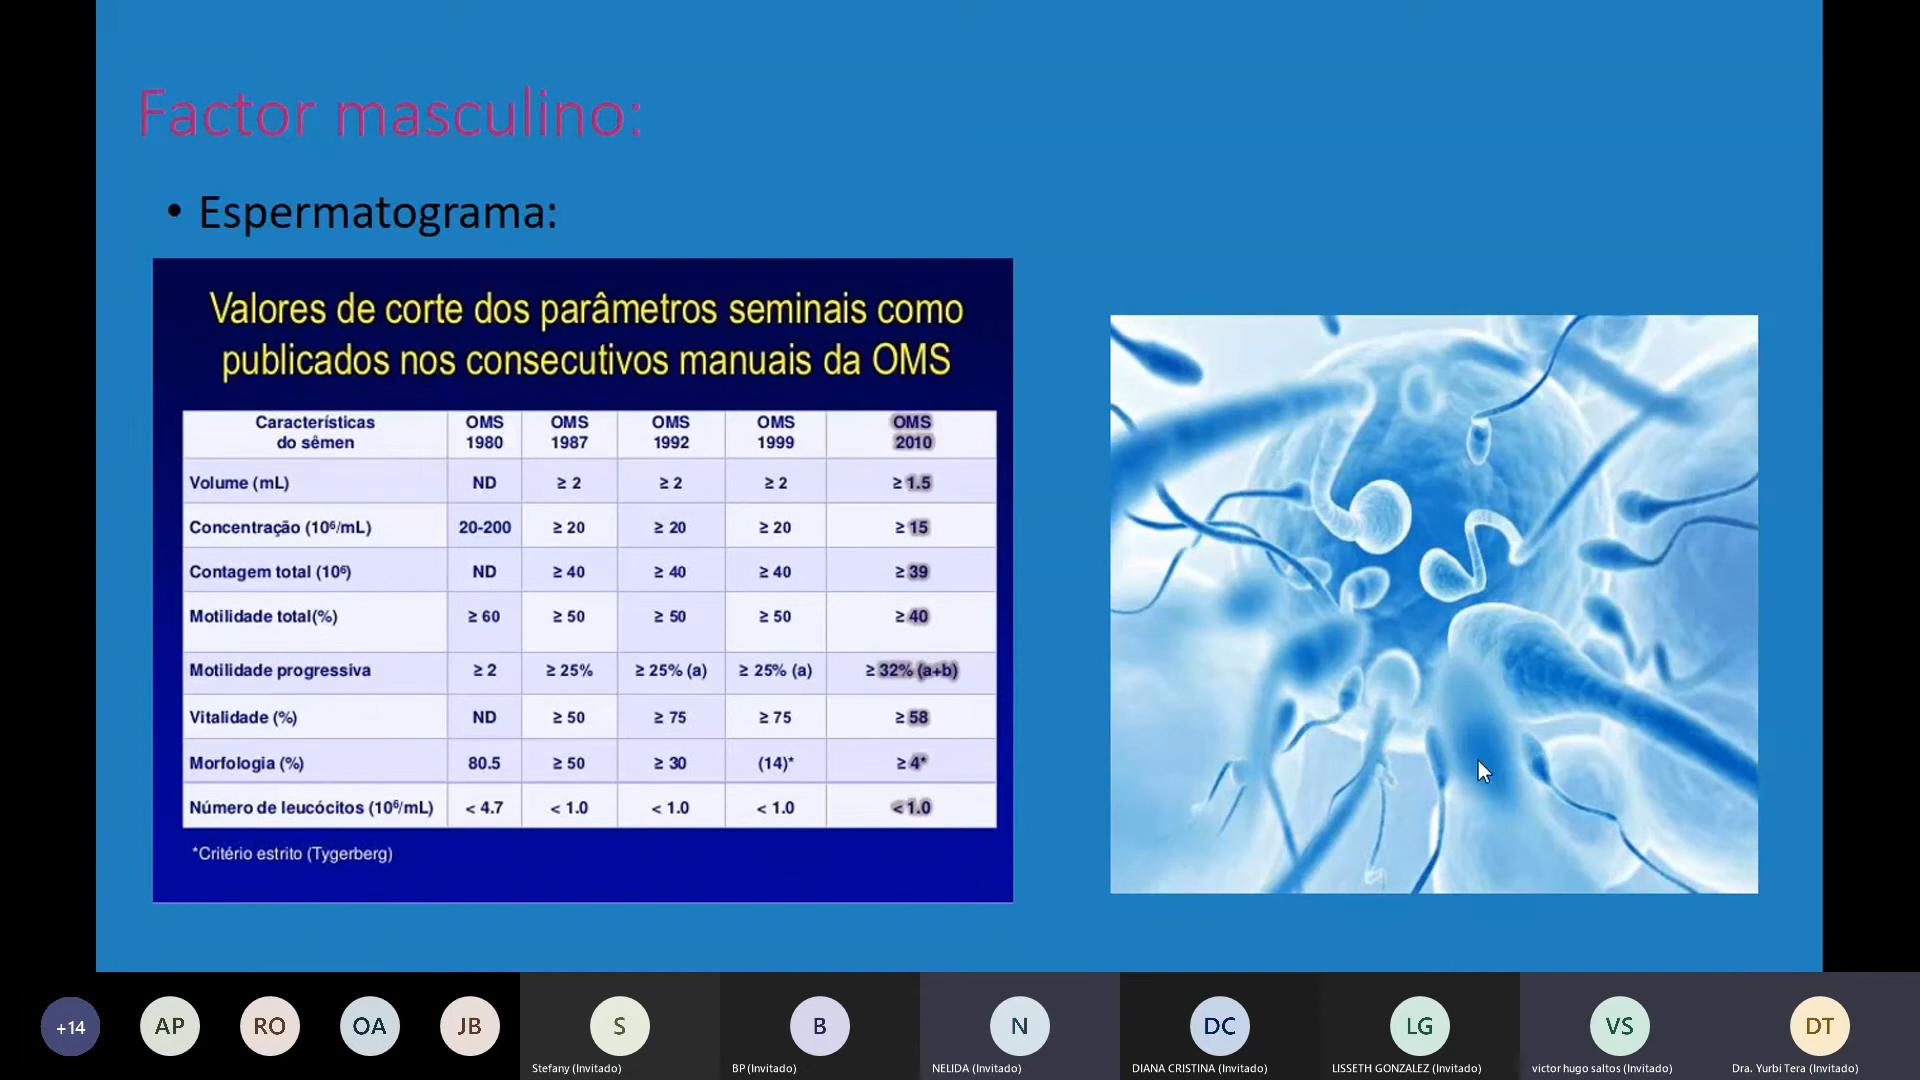 Factor masculino:
• Espermatograma:
Valores de corte dos parâmetros seminais como
publicados nos consecutivos manuais da OMS
Características do sêmen OMS 1980 OMS 1987 OMS 1992 OMS 1999 OMS 2010
Volume (mL) ND ≥ 2 ≥ 2 ≥ 2 ≥ 1.5
Concentração (10⁶/mL) 20-200 ≥ 20 ≥ 20 ≥ 20 ≥ 15
Contagem total (10⁶) ND ≥ 40 ≥ 40 ≥ 40 ≥ 39
Motilidade total(%) ≥ 60 ≥ 50 ≥ 50 ≥ 50 ≥ 40
Motilidade progressiva ≥ 2 ≥ 25% ≥ 25% (a) ≥ 25% (a) ≥ 32% (a+b)
Vitalidade (%) ND ≥ 50 ≥ 75 ≥ 75 ≥ 58
Morfologia (%) 80.5 ≥ 50 ≥ 30 (14)* ≥ 4*
Número de leucócitos (10⁶/mL) < 4.7 < 1.0 < 1.0 < 1.0 < 1.0
*Critério estrito (Tygerberg)
+14 AP RO OA JB S B N DC LG VS DT
Stefany (Invitado) BP (Invitado) NELIDA (Invitado) DIANA CRISTINA (Invitado) LISSETH GONZALEZ (Invitado) victor hugo saltos (Invitado) Dra. Yurbi Tera (Invitado)